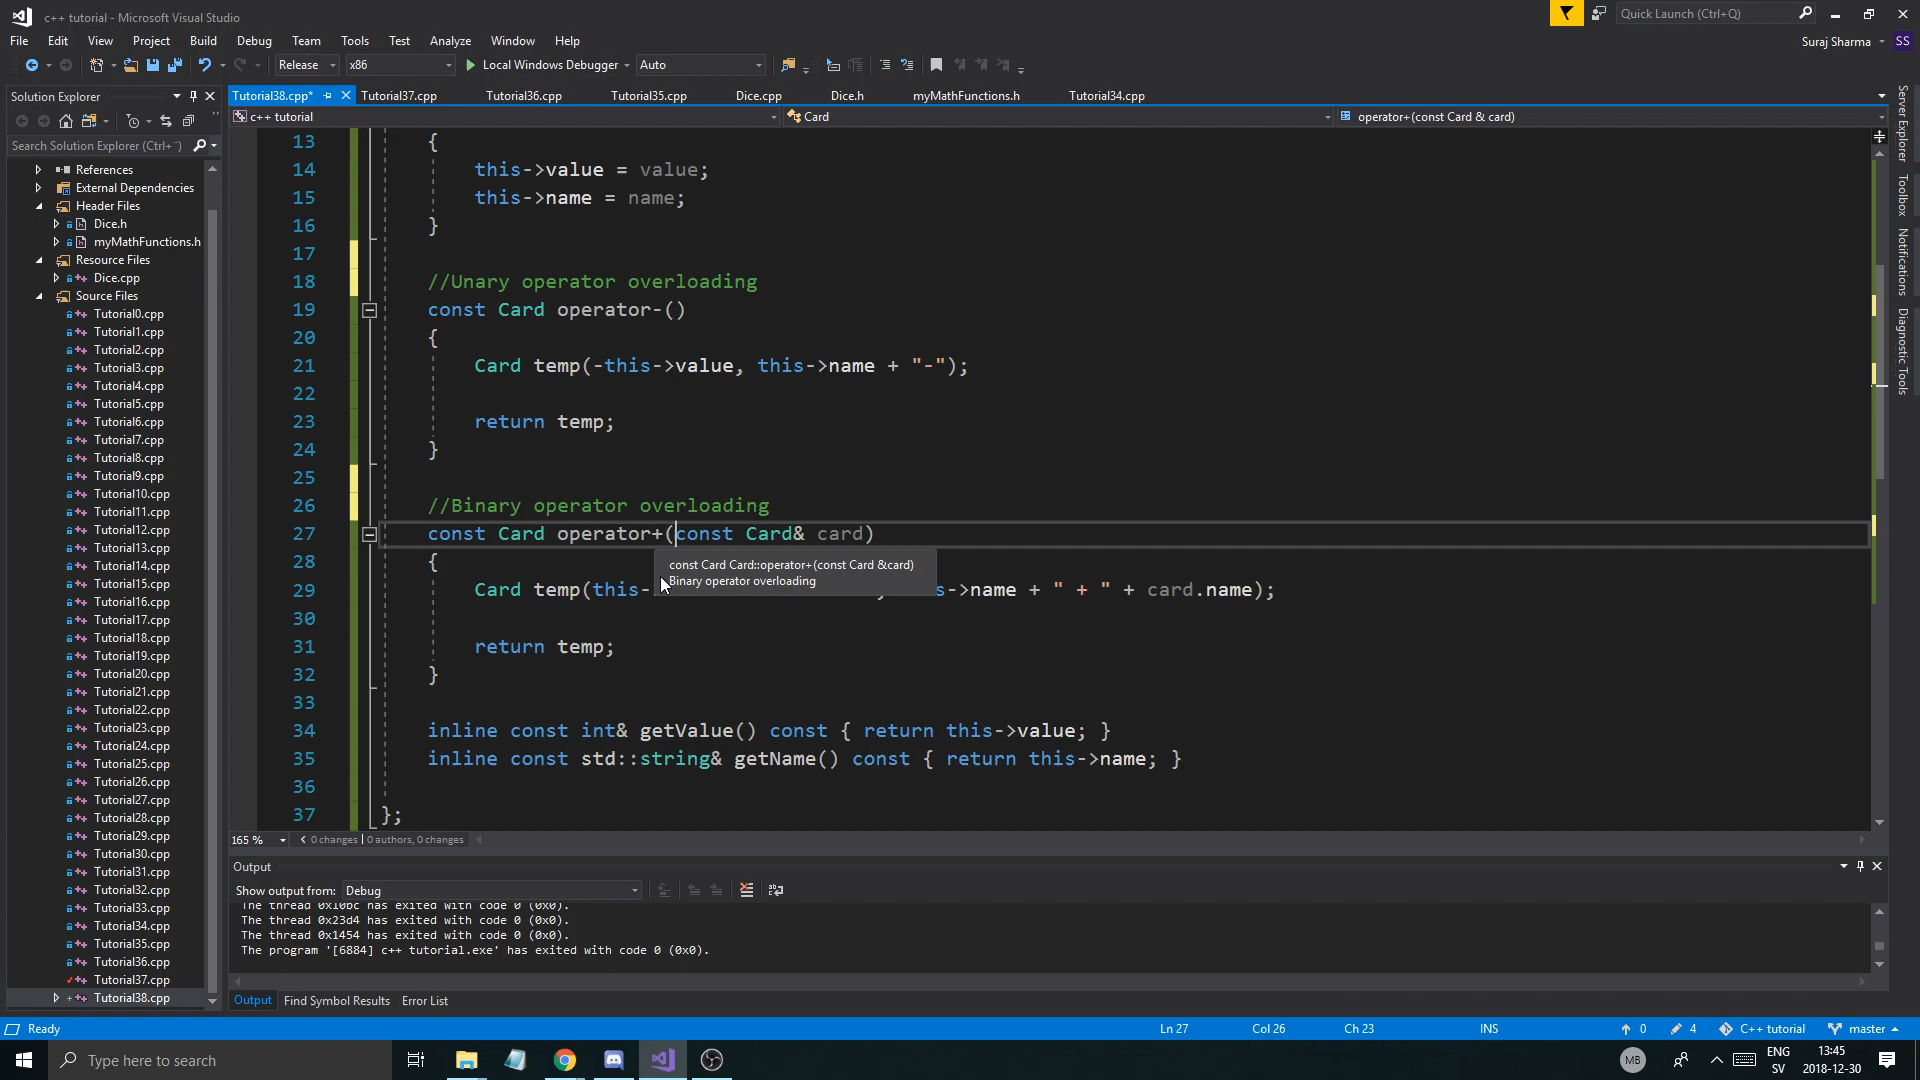 c++ tutorial - Microsoft Visual Studio
Quick Launch (Ctrl+Q)
File Edit View Project Build Debug Team Tools Test Analyze Window Help
Suraj Sharma SS
Release x86 Local Windows Debugger Auto
Solution Explorer
Search Solution Explorer (Ctrl+¨)
References
External Dependencies
Header Files
Dice.h
myMathFunctions.h
Resource Files
Dice.cpp
Source Files
Tutorial0.cpp
Tutorial1.cpp
Tutorial2.cpp
Tutorial3.cpp
Tutorial4.cpp
Tutorial5.cpp
Tutorial6.cpp
Tutorial7.cpp
Tutorial8.cpp
Tutorial9.cpp
Tutorial10.cpp
Tutorial11.cpp
Tutorial12.cpp
Tutorial13.cpp
Tutorial14.cpp
Tutorial15.cpp
Tutorial16.cpp
Tutorial17.cpp
Tutorial18.cpp
Tutorial19.cpp
Tutorial20.cpp
Tutorial21.cpp
Tutorial22.cpp
Tutorial23.cpp
Tutorial24.cpp
Tutorial25.cpp
Tutorial26.cpp
Tutorial27.cpp
Tutorial28.cpp
Tutorial29.cpp
Tutorial30.cpp
Tutorial31.cpp
Tutorial32.cpp
Tutorial33.cpp
Tutorial34.cpp
Tutorial35.cpp
Tutorial36.cpp
Tutorial37.cpp
Tutorial38.cpp
Tutorial38.cpp* Tutorial37.cpp Tutorial36.cpp Tutorial35.cpp Dice.cpp Dice.h myMathFunctions.h Tutorial34.cpp
c++ tutorial Card operator+(const Card & card)
13 {
14 this->value = value;
15 this->name = name;
16 }
17
18 //Unary operator overloading
19 const Card operator-()
20 {
21 Card temp(-this->value, this->name + "-");
22
23 return temp;
24 }
25
26 //Binary operator overloading
27 const Card operator+(const Card& card)
28 {
const Card Card::operator+(const Card &card)
Binary operator overloading
29 Card temp(this- s->name + " + " + card.name);
30
31 return temp;
32 }
33
34 inline const int& getValue() const { return this->value; }
35 inline const std::string& getName() const { return this->name; }
36
37 };
165 % 0 changes | 0 authors, 0 changes
Output
Show output from: Debug
The thread 0x10bc has exited with code 0 (0x0).
The thread 0x23d4 has exited with code 0 (0x0).
The thread 0x1454 has exited with code 0 (0x0).
The program '[6884] c++ tutorial.exe' has exited with code 0 (0x0).
Output Find Symbol Results Error List
Server Explorer
Toolbox
Notifications
Diagnostic Tools
Ready Ln 27 Col 26 Ch 23 INS 0 4 C++ tutorial master
Type here to search
MB
ENG
SV
13:45
2018-12-30